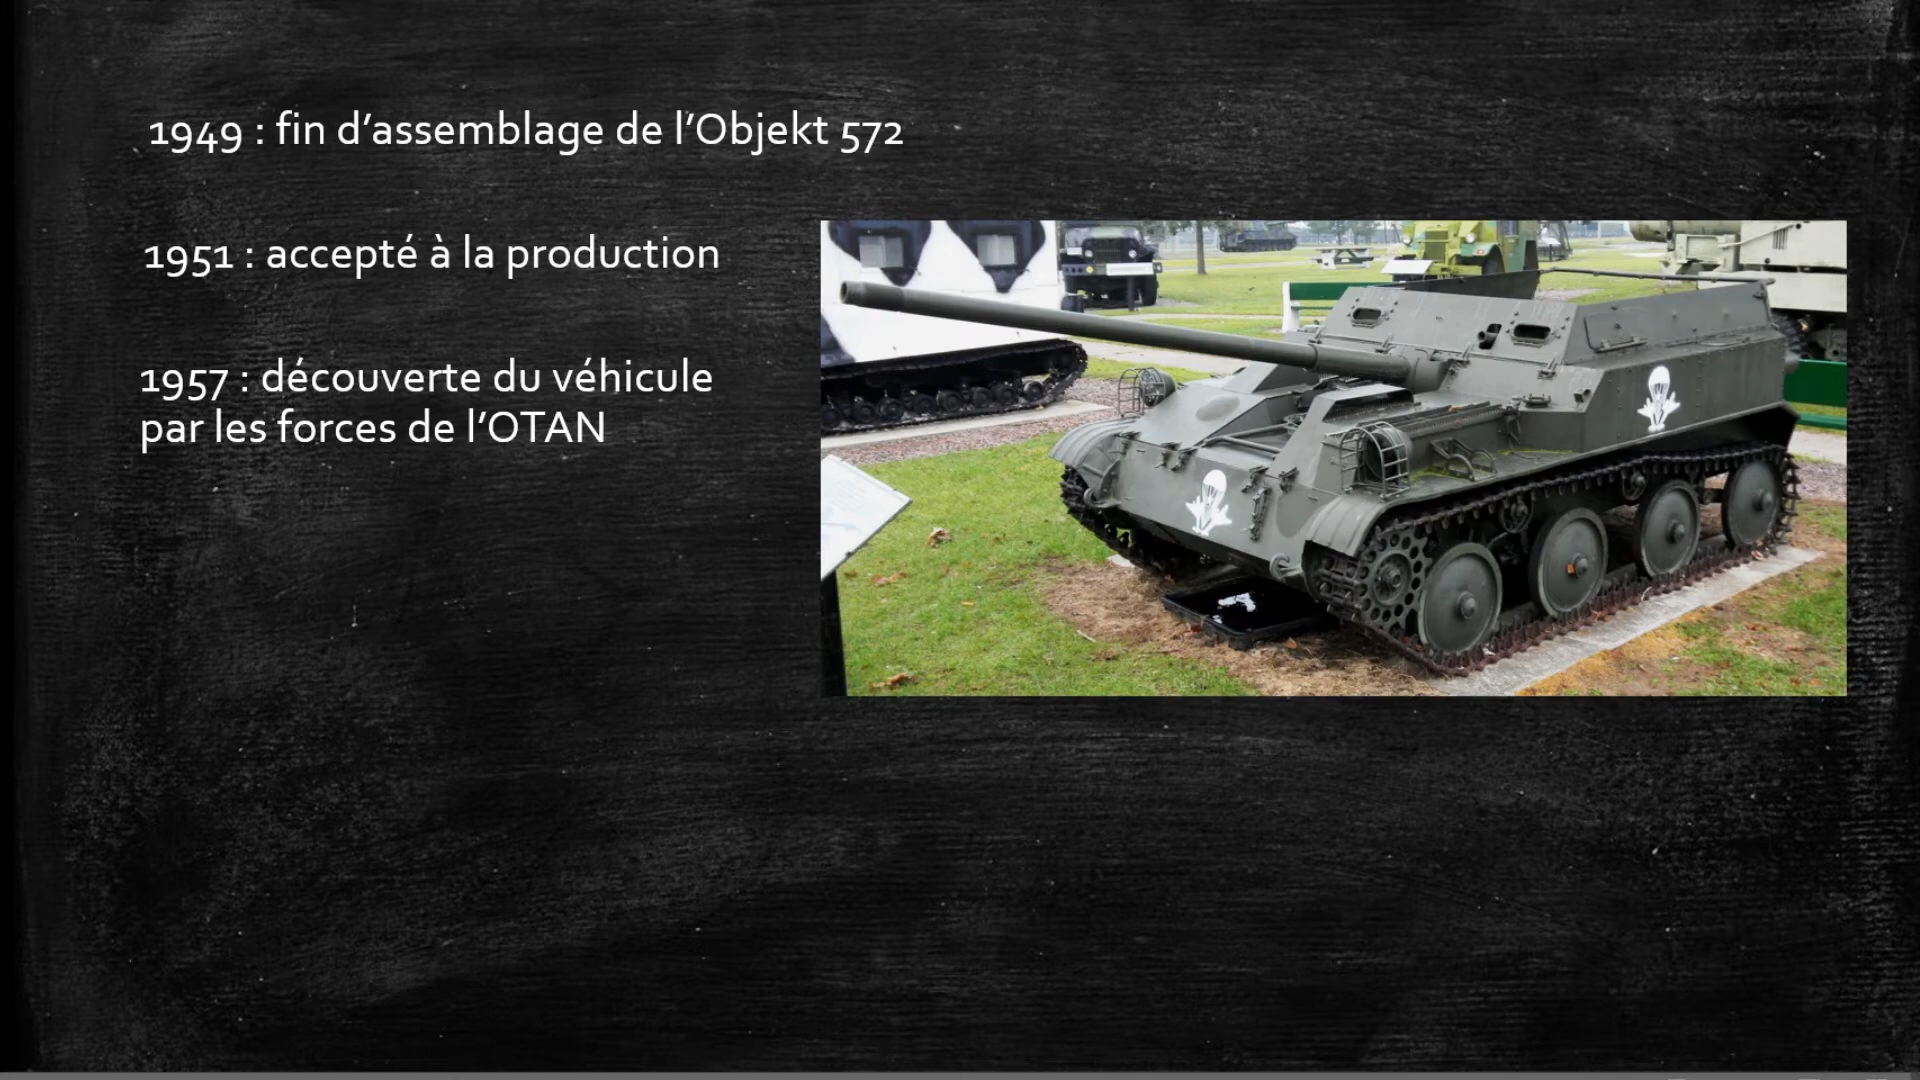 1949 : fin d’assemblage de l’Objekt 572
1951 : accepté à la production
1957 : découverte du véhicule
par les forces de l’OTAN